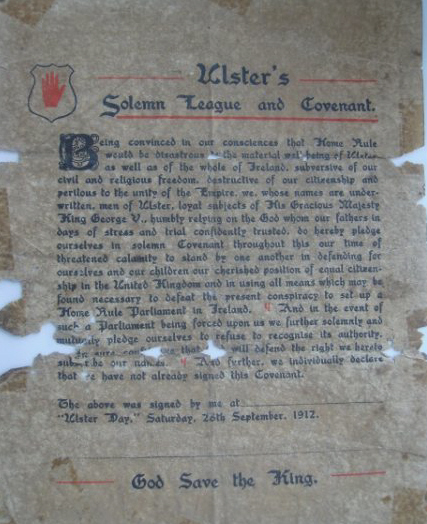 Ulster's
Solemn League and Covenant.
Being convinced in our consciences that Home Rule
would be disastrous the material well-being of Ulster
as well as of the whole of Ireland, subversive of our
civil and religious freedom, destructive of our citizenship and
perilous to the unity of the Empire, we, whose names are under-
written, men of Ulster, loyal subjects of His Gracious Majesty
King George V., humbly relying on the God whom our fathers in
days of stress and trial confidently trusted, do hereby pledge
ourselves in solemn Covenant throughout this our time of
threatened calamity to stand by one another in defending for
ourselves and our children our cherished position of equal citizen-
ship in the United Kingdom and in using all means which may be
found necessary to defeat the present conspiracy to set up a
Home Rule Parliament in Ireland. ¶ And in the event of
such a Parliament being forced upon us we further solemnly and
mutually pledge ourselves to refuse to recognise its authority.
In sure that will defend the right we hereby
subscribe our names. ¶ And further, we individually declare
that we have not already signed this Covenant.
The above was signed by me at
"Ulster Day," Saturday, 28th September, 1912.
God Save the King.